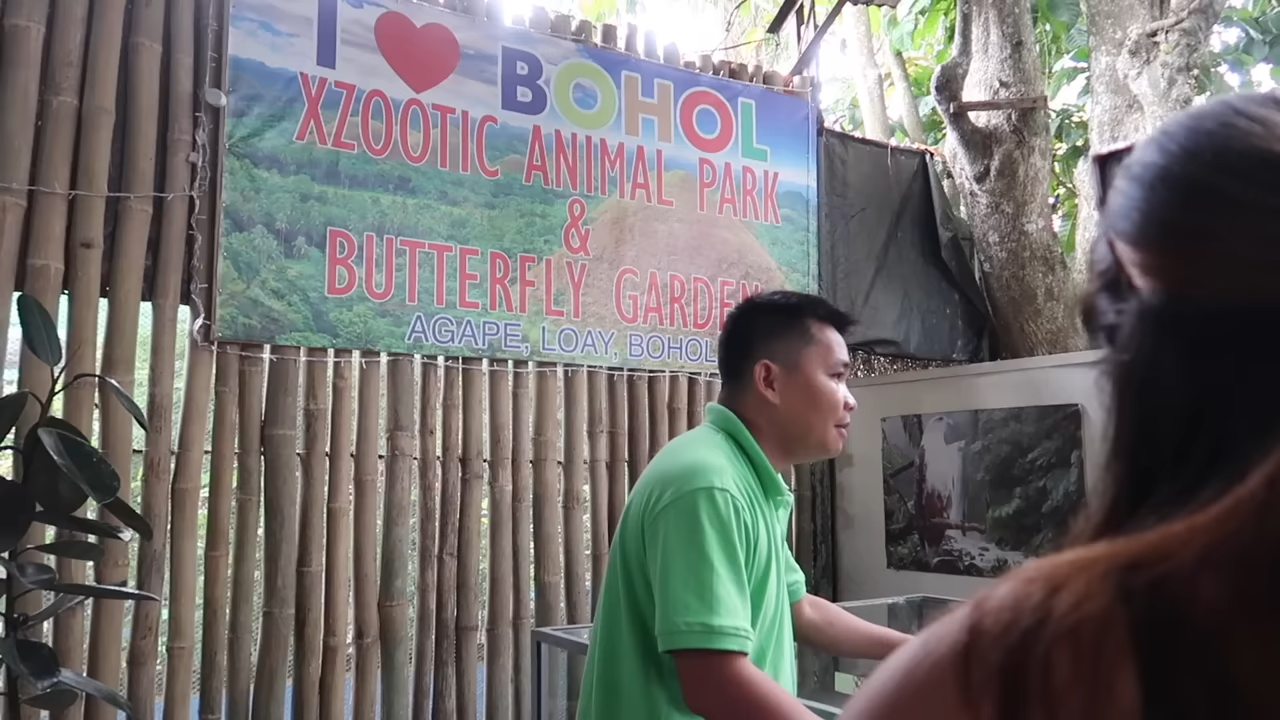 I ❤ BOHOL
XZOOTIC ANIMAL PARK
&
BUTTERFLY GARDEN
AGAPE, LOAY, BOHOL